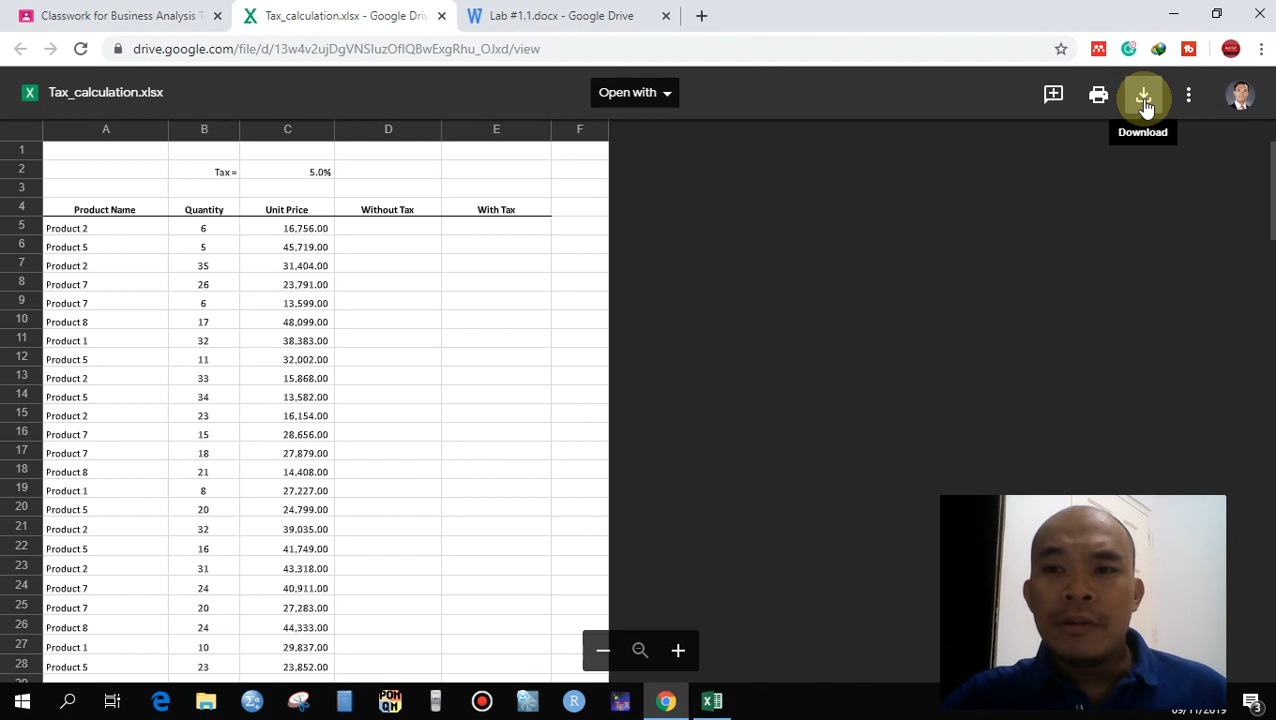 Classwork for Business Analysis T
Tax_calculation.xlsx - Google Driv
Lab #1.1.docx - Google Drive
drive.google.com/file/d/13w4v2ujDgVNSIuzOfIQBwExgRhu_OJxd/view
Tax_calculation.xlsx
Open with
Download
A B C D E F
1
2 Tax = 5.0%
3
4 Product Name Quantity Unit Price Without Tax With Tax
5 Product 2 6 16,756.00
6 Product 5 5 45,719.00
7 Product 2 35 31,404.00
8 Product 7 26 23,791.00
9 Product 7 6 13,599.00
10 Product 8 17 48,099.00
11 Product 1 32 38,383.00
12 Product 5 11 32,002.00
13 Product 2 33 15,868.00
14 Product 5 34 13,582.00
15 Product 2 23 16,154.00
16 Product 7 15 28,656.00
17 Product 7 18 27,879.00
18 Product 8 21 14,408.00
19 Product 1 8 27,227.00
20 Product 5 20 24,799.00
21 Product 2 32 39,035.00
22 Product 5 16 41,749.00
23 Product 2 31 43,318.00
24 Product 7 24 40,911.00
25 Product 7 20 27,283.00
26 Product 8 24 44,333.00
27 Product 1 10 29,837.00
28 Product 5 23 23,852.00
POM
QM
R
09/11/2019
3